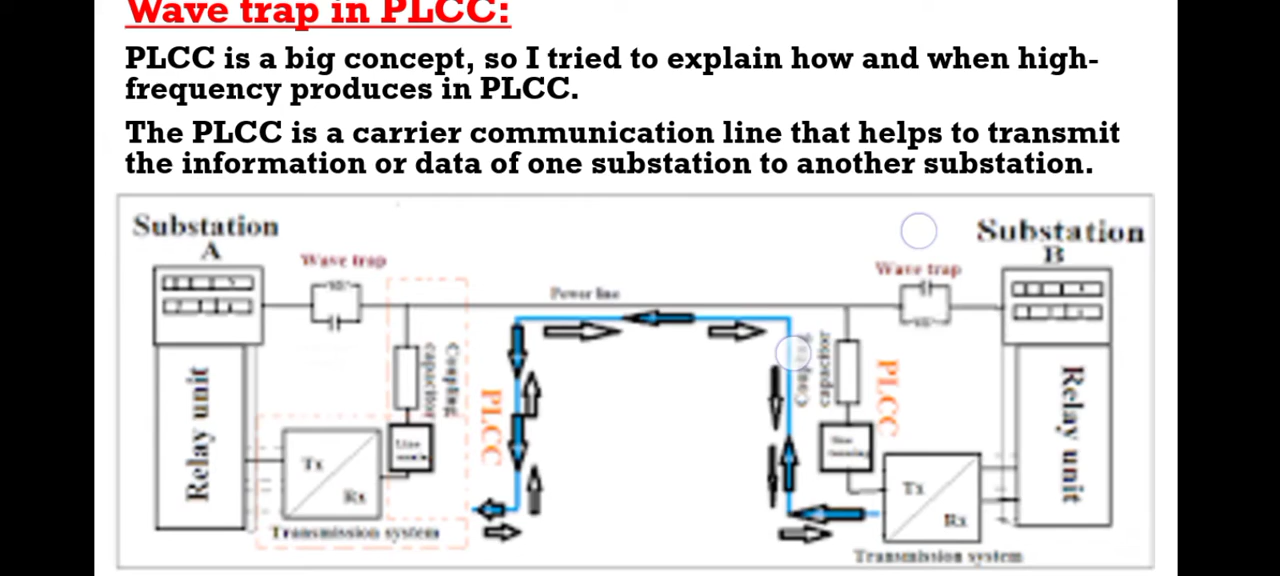 Wave trap in PLCC:
PLCC is a big concept, so I tried to explain how and when high-
frequency produces in PLCC.
The PLCC is a carrier communication line that helps to transmit
the information or data of one substation to another substation.
Substation
A
Wave trap
Power line
Wave trap
Substation
B
Relay unit
Coupling
capacitor
PLCC
capacitor
PLCC
Relay unit
Line
Tx
Rx
Transmission system
Tx
Rx
Transmission system